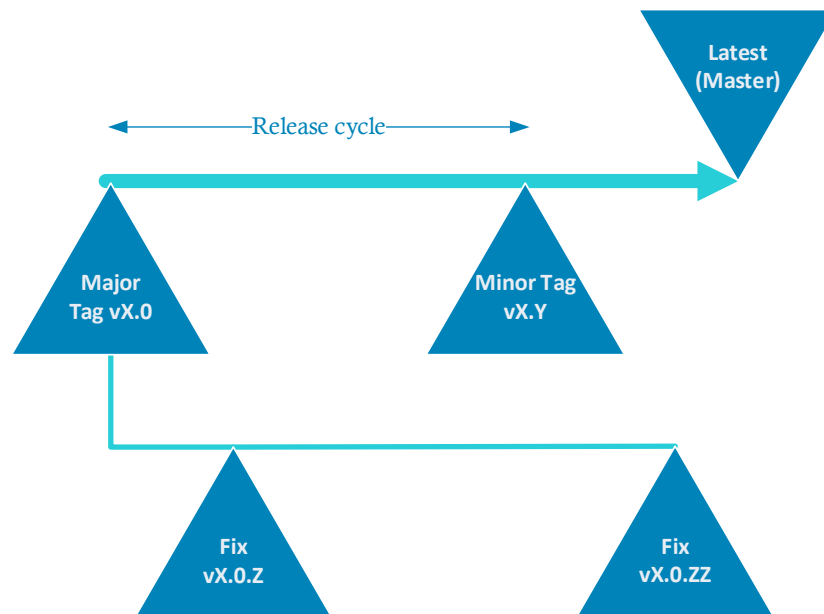 Latest
(Master)
Release cycle
Major
Tag vX.0
Minor Tag
vX.Y
Fix
vX.0.Z
Fix
vX.0.ZZ